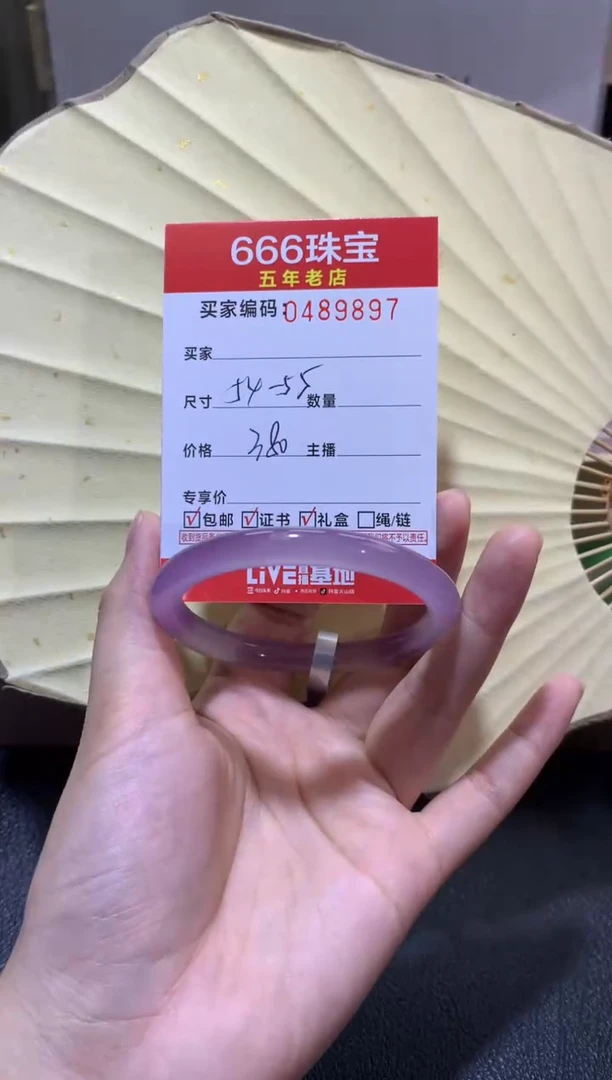 666珠宝
五年老店
买家编码:0489897
买家
尺寸 54-55 数量
价格 380 主播
专享价
☑包邮 ☑证书 ☑礼盒 □绳/链
LiVE 基地